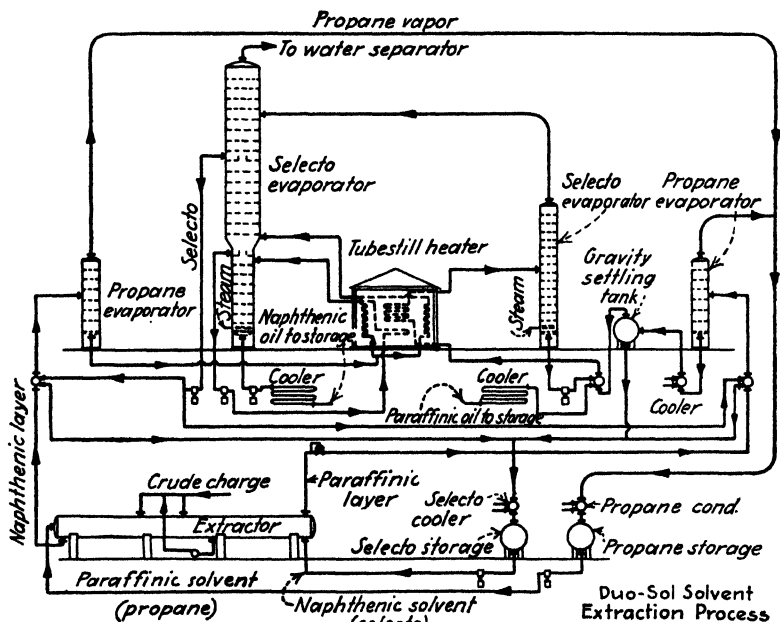 Propane vapor
To water separator
Selecto
evaporator
Selecto
evaporator
Propane
evaporator
Selecto
Tubestill heater
Gravity
settling
tank
Steam
Steam
Propane
evaporator
Naphthenic
oil to storage
Cooler
Cooler
Cooler
Paraffinic oil to storage
Naphthenic layer
Crude charge
Paraffinic
layer
Extractor
Selecto
cooler
Propane cond.
Selecto storage
Propane storage
Paraffinic solvent
(propane)
Naphthenic solvent
(selecto)
Duo-Sol Solvent
Extraction Process